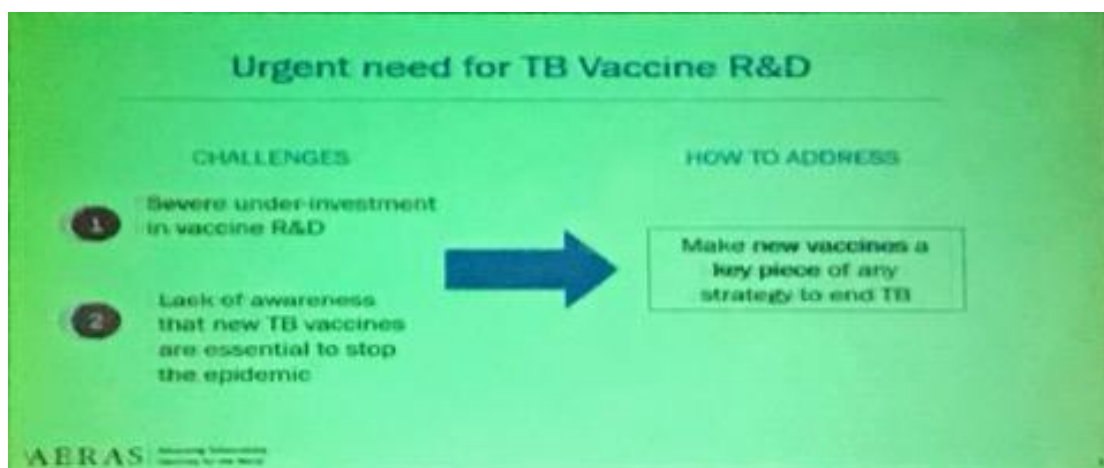 Urgent need for TB Vaccine R&D
CHALLENGES
1
Severe under-investment
in vaccine R&D
2
Lack of awareness
that new TB vaccines
are essential to stop
the epidemic
HOW TO ADDRESS
Make new vaccines a
key piece of any
strategy to end TB
AERAS